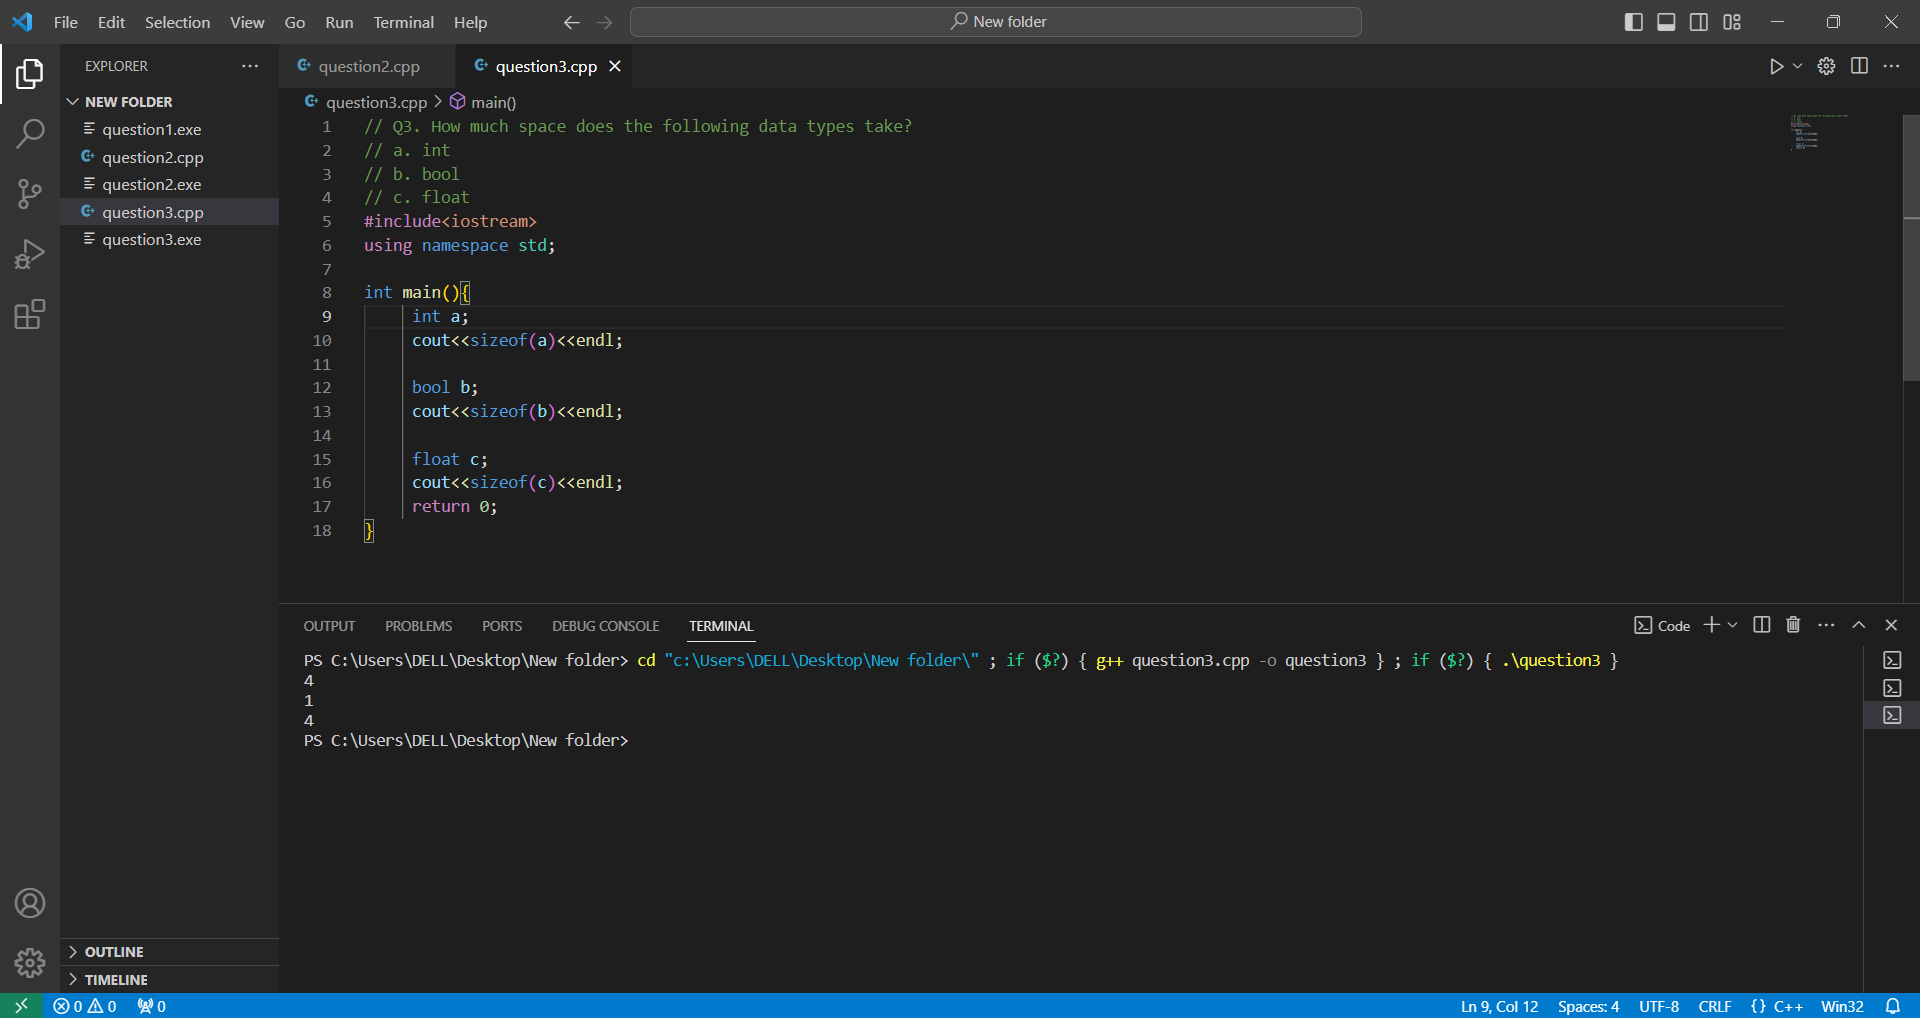 File Edit Selection View Go Run Terminal Help
New folder
EXPLORER
NEW FOLDER
question1.exe
question2.cpp
question2.exe
question3.cpp
question3.exe
OUTLINE
TIMELINE
question2.cpp
question3.cpp
question3.cpp > main()
1 // Q3. How much space does the following data types take?
2 // a. int
3 // b. bool
4 // c. float
5 #include<iostream>
6 using namespace std;
7
8 int main(){
9 int a;
10 cout<<sizeof(a)<<endl;
11
12 bool b;
13 cout<<sizeof(b)<<endl;
14
15 float c;
16 cout<<sizeof(c)<<endl;
17 return 0;
18 }
OUTPUT PROBLEMS PORTS DEBUG CONSOLE TERMINAL
Code
PS C:\Users\DELL\Desktop\New folder> cd "c:\Users\DELL\Desktop\New folder\" ; if ($?) { g++ question3.cpp -o question3 } ; if ($?) { .\question3 }
4
1
4
PS C:\Users\DELL\Desktop\New folder>
0 0 0
Ln 9, Col 12 Spaces: 4 UTF-8 CRLF {} C++ Win32